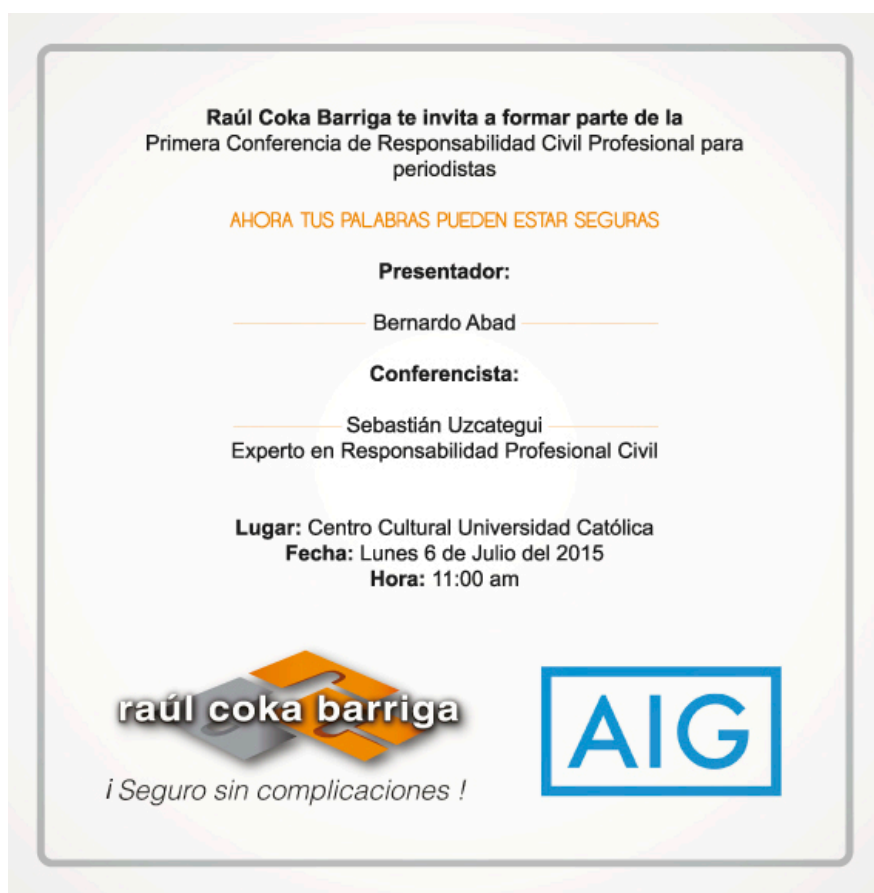 Raúl Coka Barriga te invita a formar parte de la
Primera Conferencia de Responsabilidad Civil Profesional para
periodistas
AHORA TUS PALABRAS PUEDEN ESTAR SEGURAS
Presentador:
Bernardo Abad
Conferencista:
Sebastián Uzcategui
Experto en Responsabilidad Profesional Civil
Lugar: Centro Cultural Universidad Católica
Fecha: Lunes 6 de Julio del 2015
Hora: 11:00 am
raúl coka barriga
¡ Seguro sin complicaciones !
AIG